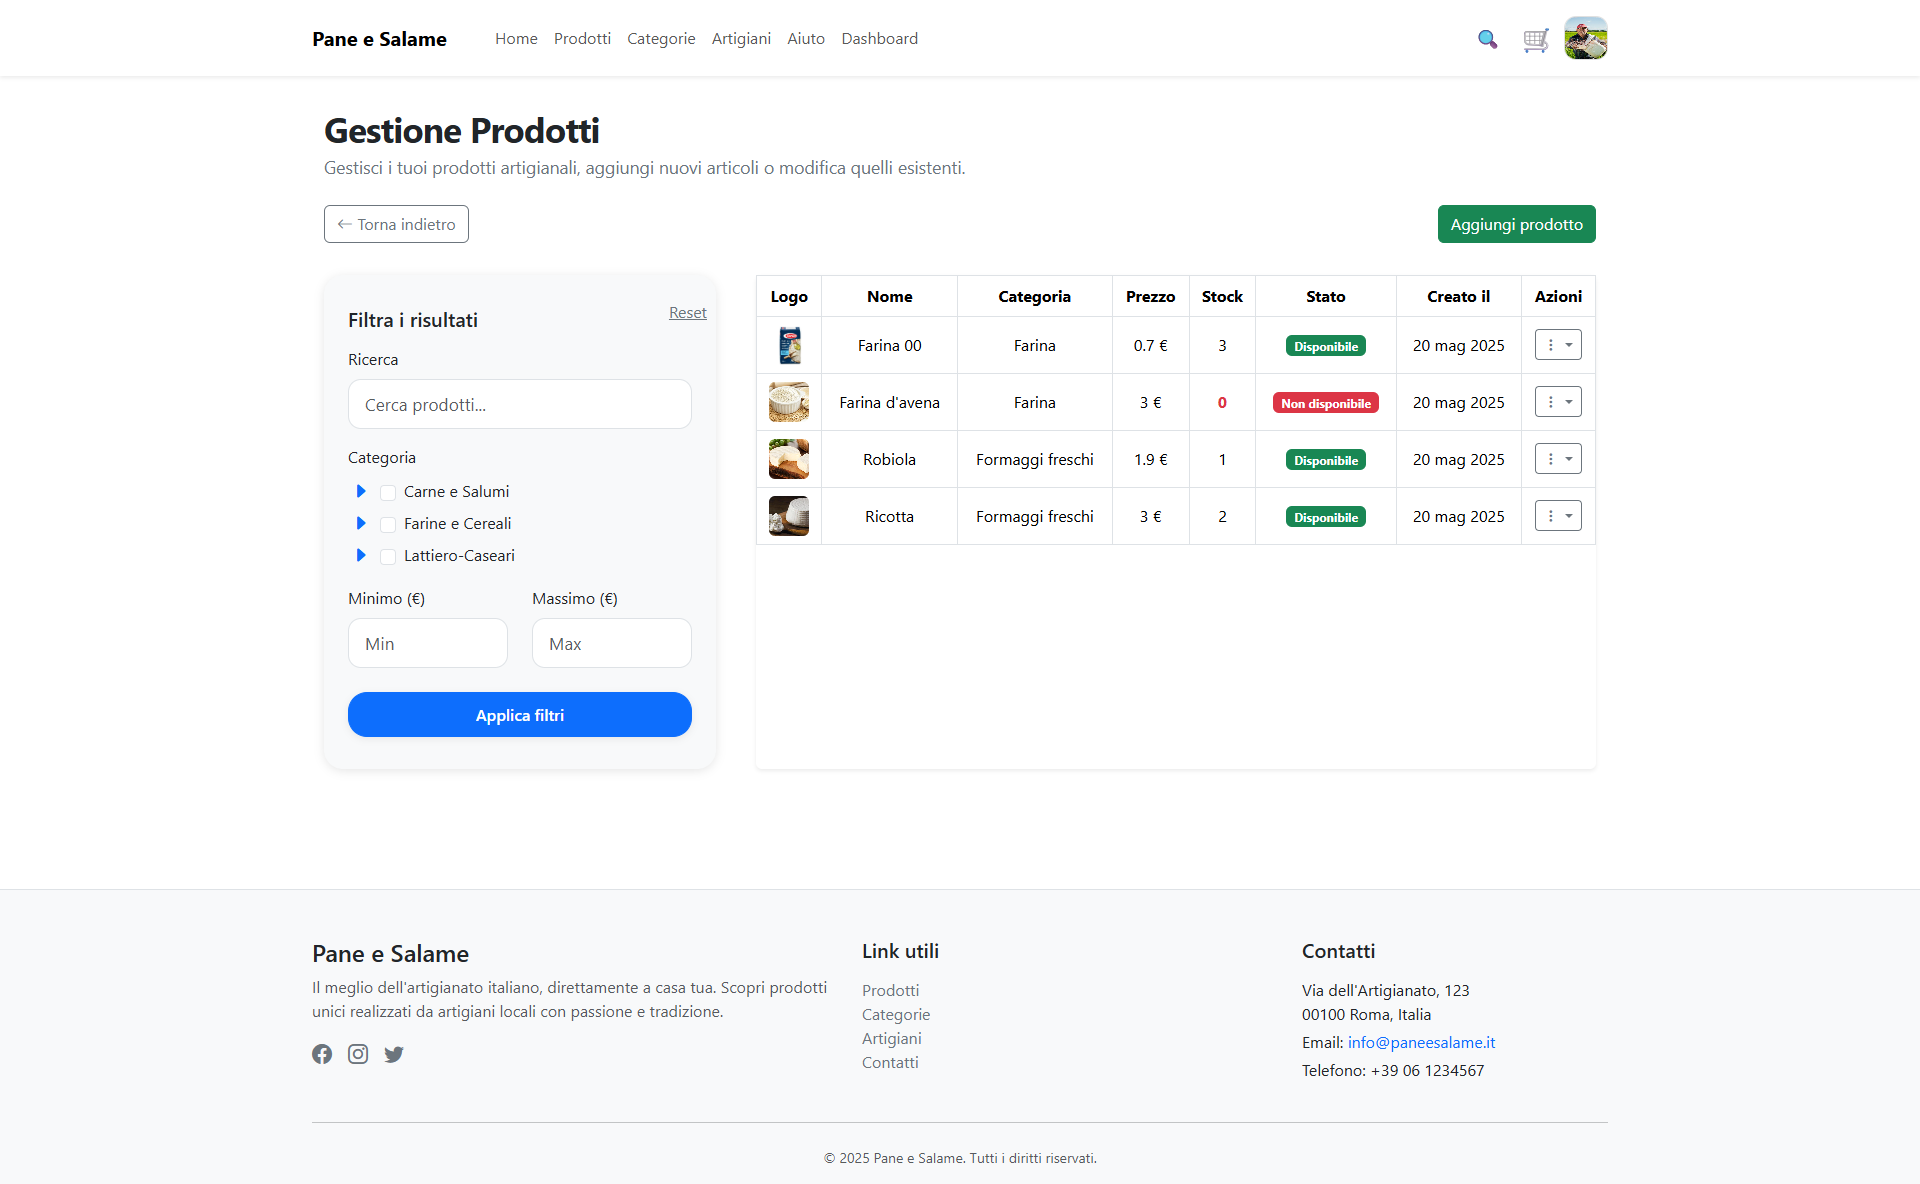 Pane e Salame
Home Prodotti Categorie Artigiani Aiuto Dashboard
Gestione Prodotti
Gestisci i tuoi prodotti artigianali, aggiungi nuovi articoli o modifica quelli esistenti.
← Torna indietro
Aggiungi prodotto
Filtra i risultati
Reset
Ricerca
Cerca prodotti...
Categoria
Carne e Salumi
Farine e Cereali
Lattiero-Caseari
Minimo (€) Massimo (€)
Min Max
Applica filtri
Logo Nome Categoria Prezzo Stock Stato Creato il Azioni
Farina 00 Farina 0.7 € 3 Disponibile 20 mag 2025
Farina d'avena Farina 3 € 0 Non disponibile 20 mag 2025
Robiola Formaggi freschi 1.9 € 1 Disponibile 20 mag 2025
Ricotta Formaggi freschi 3 € 2 Disponibile 20 mag 2025
Pane e Salame
Il meglio dell'artigianato italiano, direttamente a casa tua. Scopri prodotti
unici realizzati da artigiani locali con passione e tradizione.
Link utili
Prodotti
Categorie
Artigiani
Contatti
Contatti
Via dell'Artigianato, 123
00100 Roma, Italia
Email: info@paneesalame.it
Telefono: +39 06 1234567
© 2025 Pane e Salame. Tutti i diritti riservati.